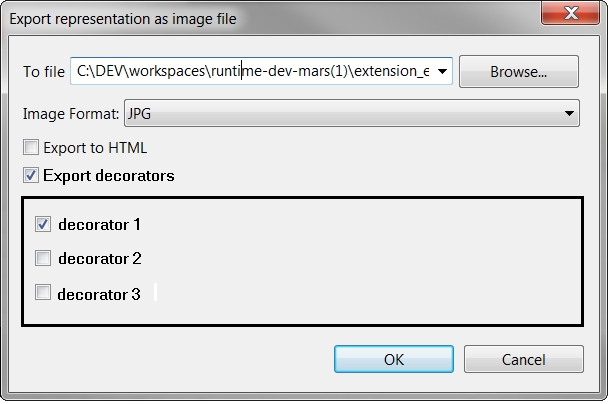 Export representation as image file
To file C:\DEV\workspaces\runtime-dev-mars(1)\extension_e Browse...
Image Format: JPG
Export to HTML
Export decorators
decorator 1
decorator 2
decorator 3
OK Cancel